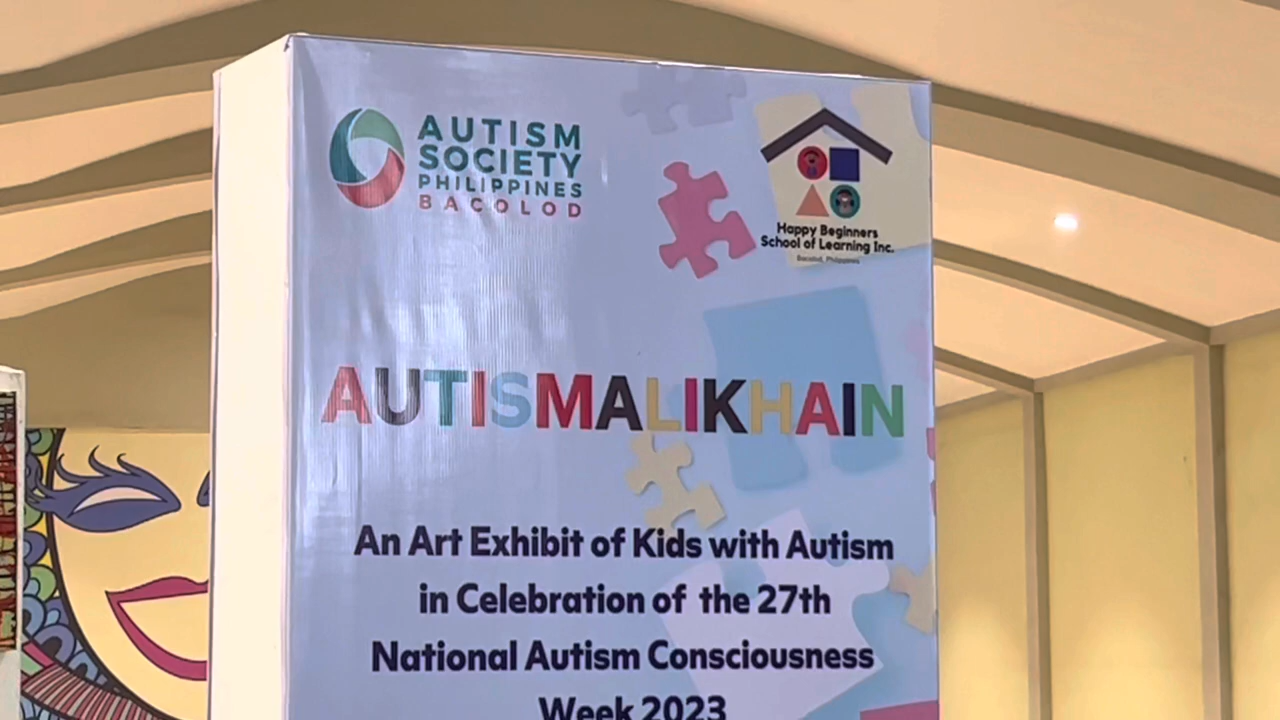 AUTISM
SOCIETY
PHILIPPINES
BACOLOD
Happy Beginners
School of Learning Inc.
Bacolod, Philippines
AUTISMALIKHAIN
An Art Exhibit of Kids with Autism
in Celebration of the 27th
National Autism Consciousness
Week 2023